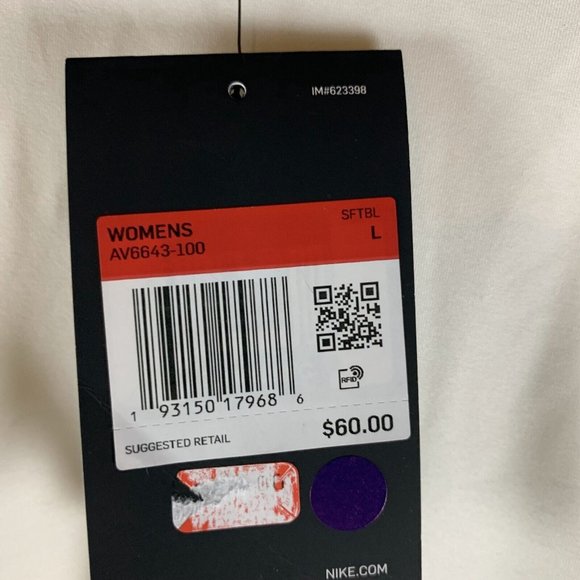 IM#623398
WOMENS SFTBL
AV6643-100 L
RFID
1 93150 17968 6
SUGGESTED RETAIL $60.00
NIKE.COM